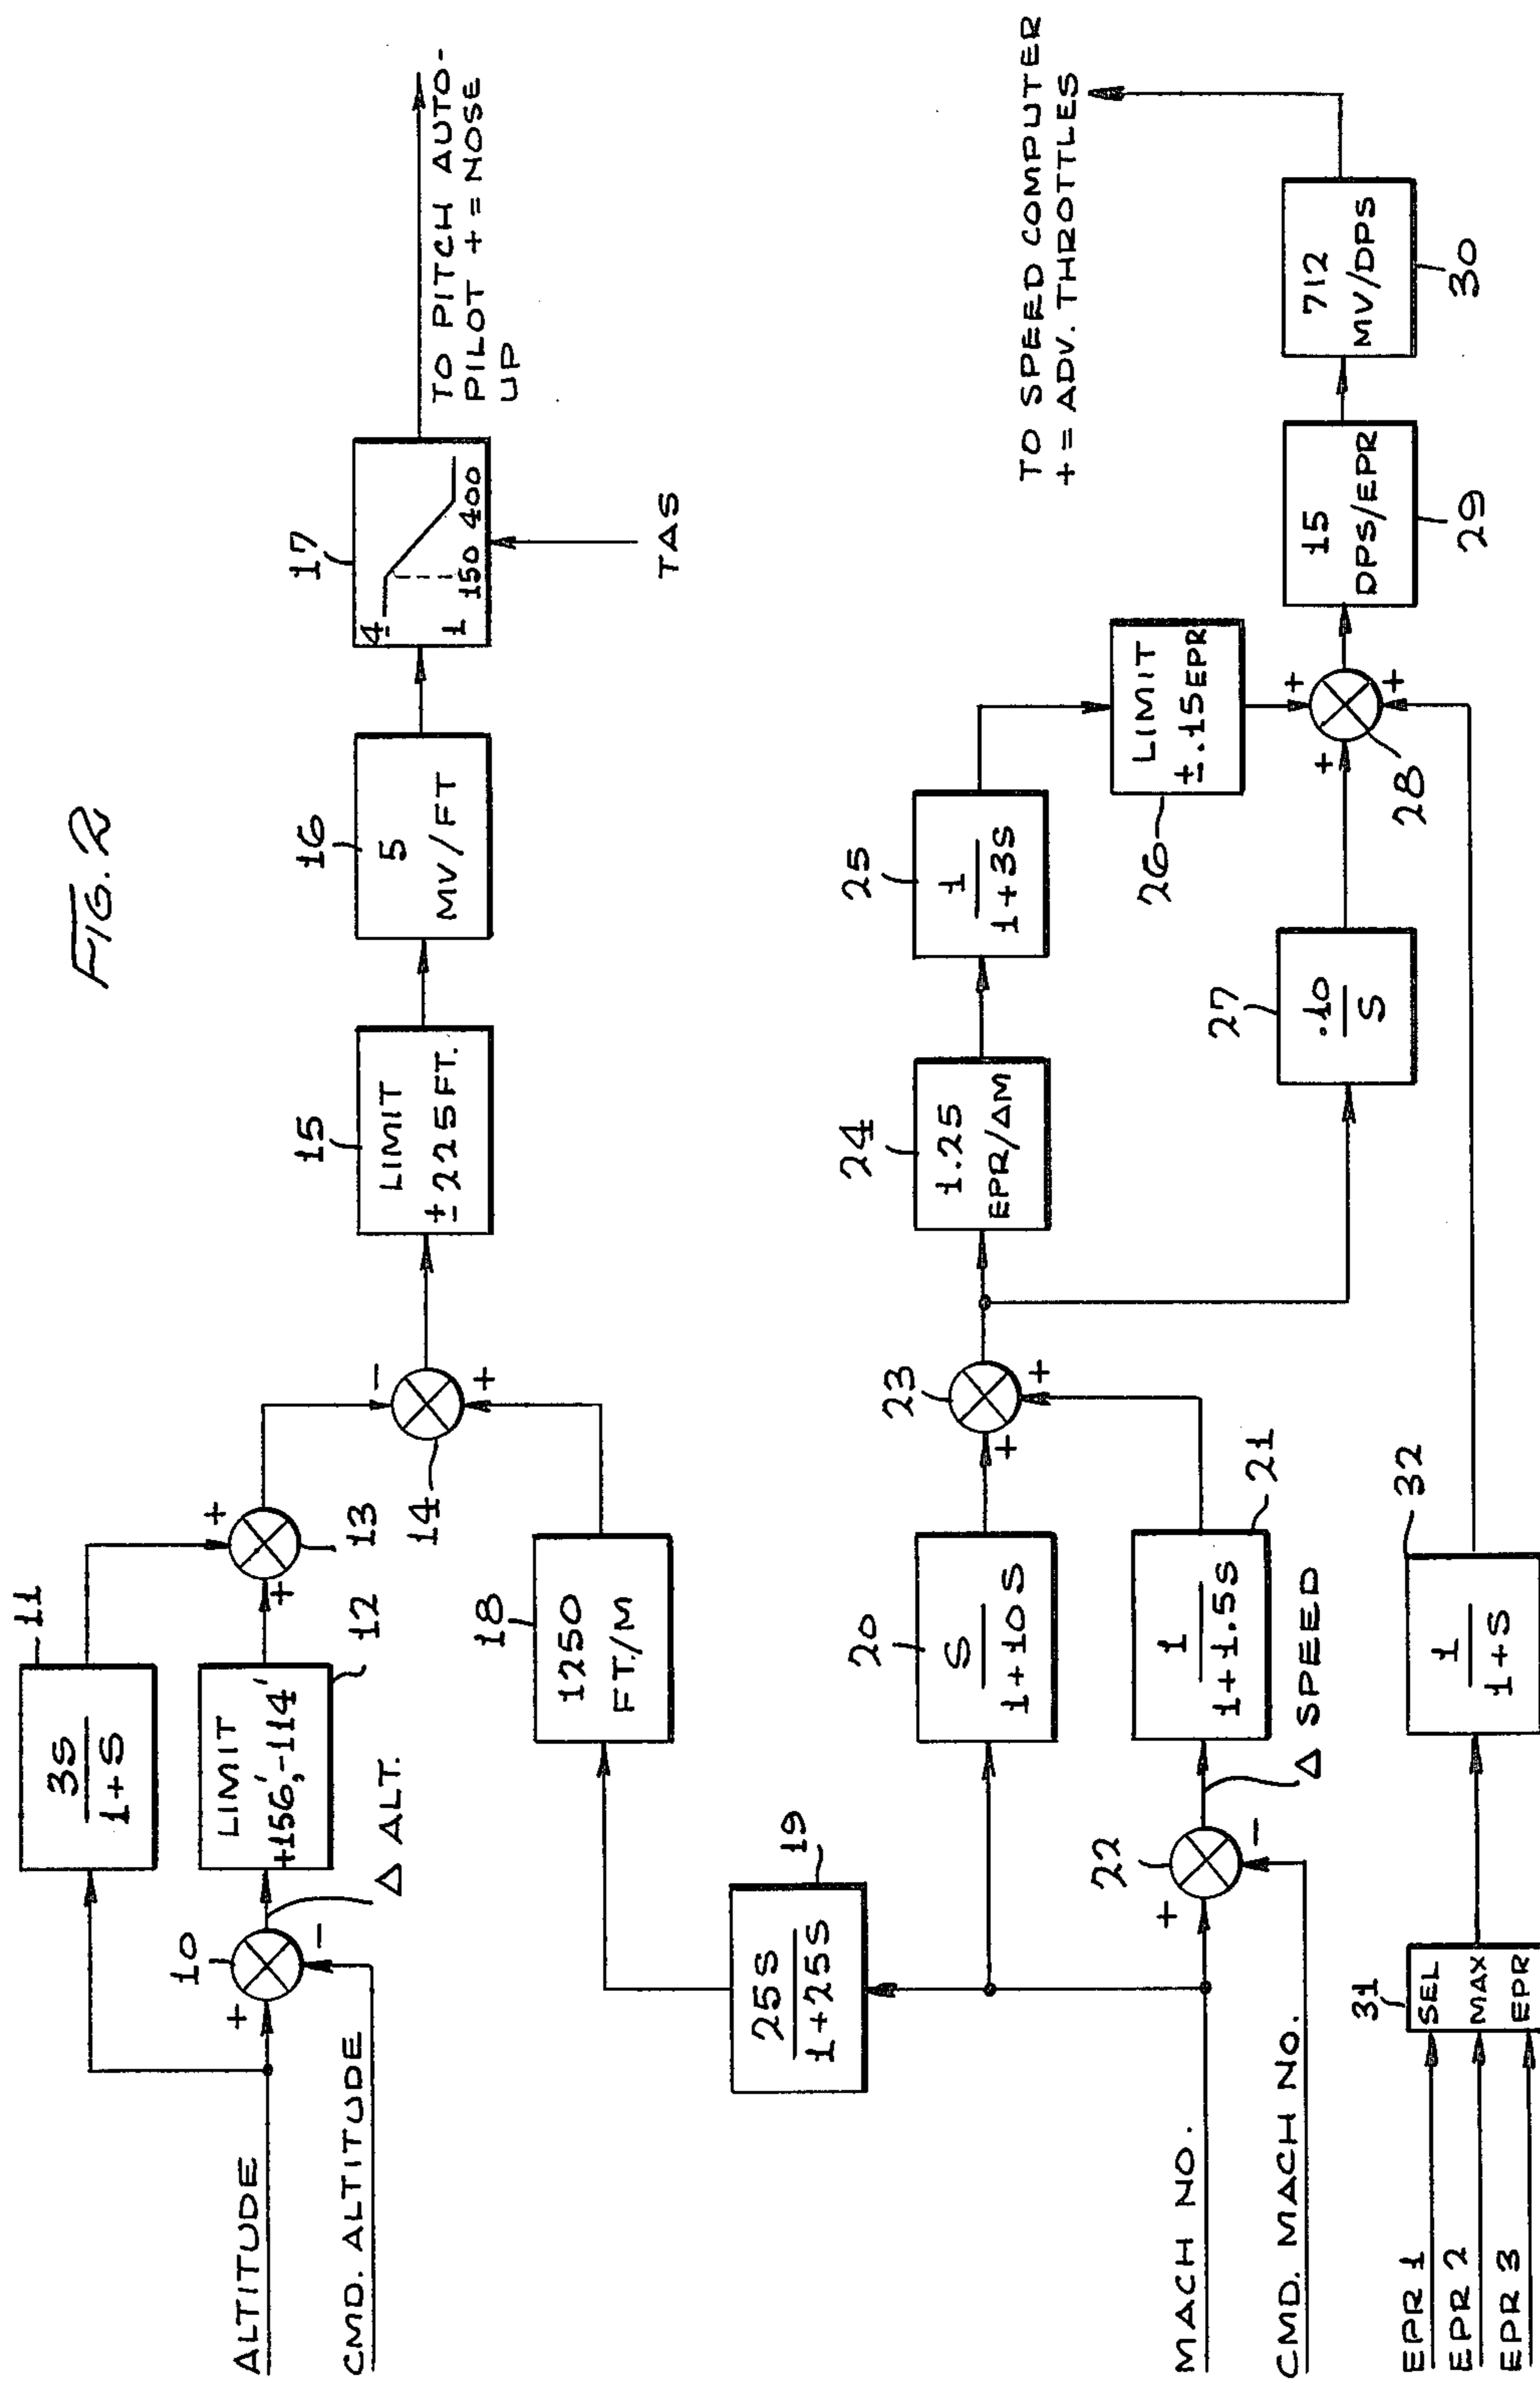 FIG. 2
11
3S
1+S
ALTITUDE
CMD. ALTITUDE
+
10
−
Δ ALT.
LIMIT
+156', -114'
12
+
+
13
−
14
+
15
LIMIT
± 225 FT.
16
5
MV/FT
17
4
1
150 400
TAS
TO PITCH AUTO-
PILOT + = NOSE
UP
18
1250
FT./M
19
25S
1+25S
20
S
1+10S
MACH NO.
CMD. MACH NO.
+
22
−
Δ SPEED
1
1+1.5S
21
+
+
23
24
1.25
EPR/ΔM
25
1
1+3S
26
LIMIT
±.15EPR
27
.10
S
+
+
+
28
15
DPS/EPR
29
712
MV/DPS
30
TO SPEED COMPUTER
+ = ADV. THROTTLES
EPR 1
EPR 2
EPR 3
31
SEL
MAX
EPR
32
1
1+S